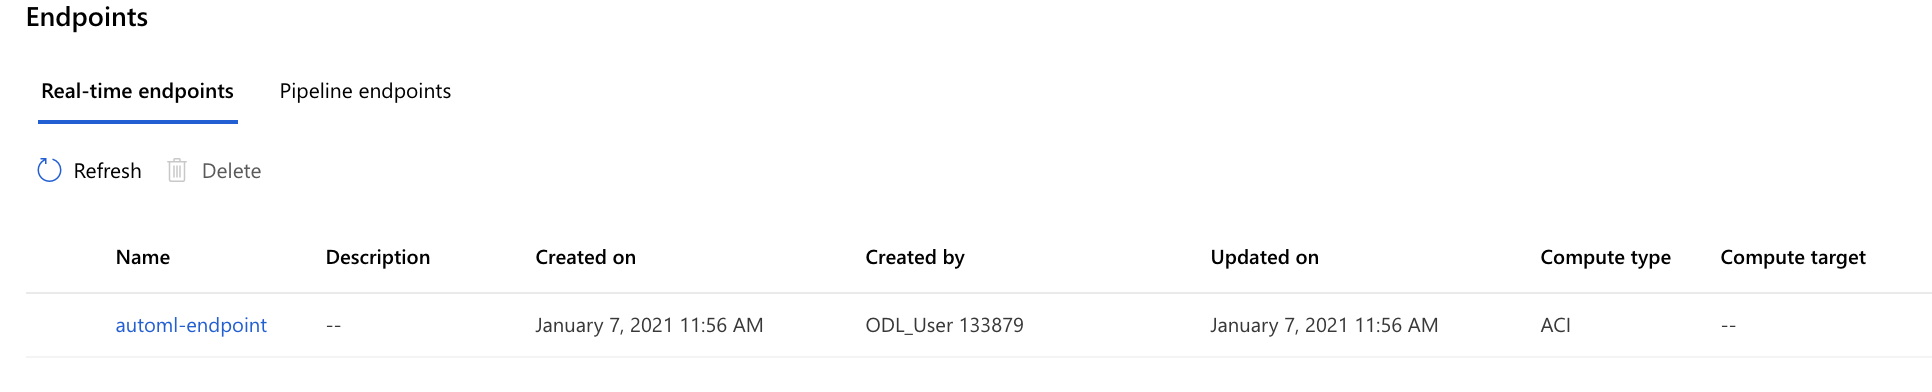 Endpoints
Real-time endpoints Pipeline endpoints
Refresh Delete
Name Description Created on Created by Updated on Compute type Compute target
automl-endpoint -- January 7, 2021 11:56 AM ODL_User 133879 January 7, 2021 11:56 AM ACI --